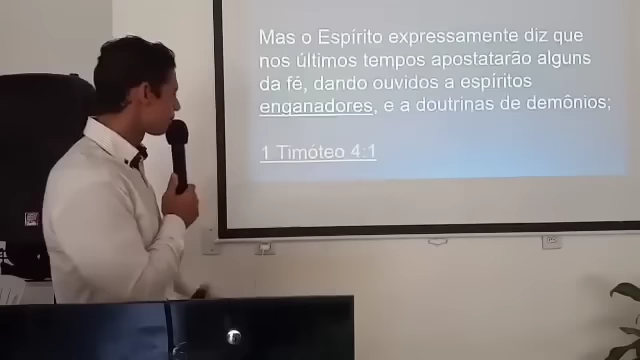 Mas o Espírito expressamente diz que
nos últimos tempos apostatarão alguns
da fé, dando ouvidos a espíritos
enganadores, e a doutrinas de demônios;
1 Timóteo 4:1